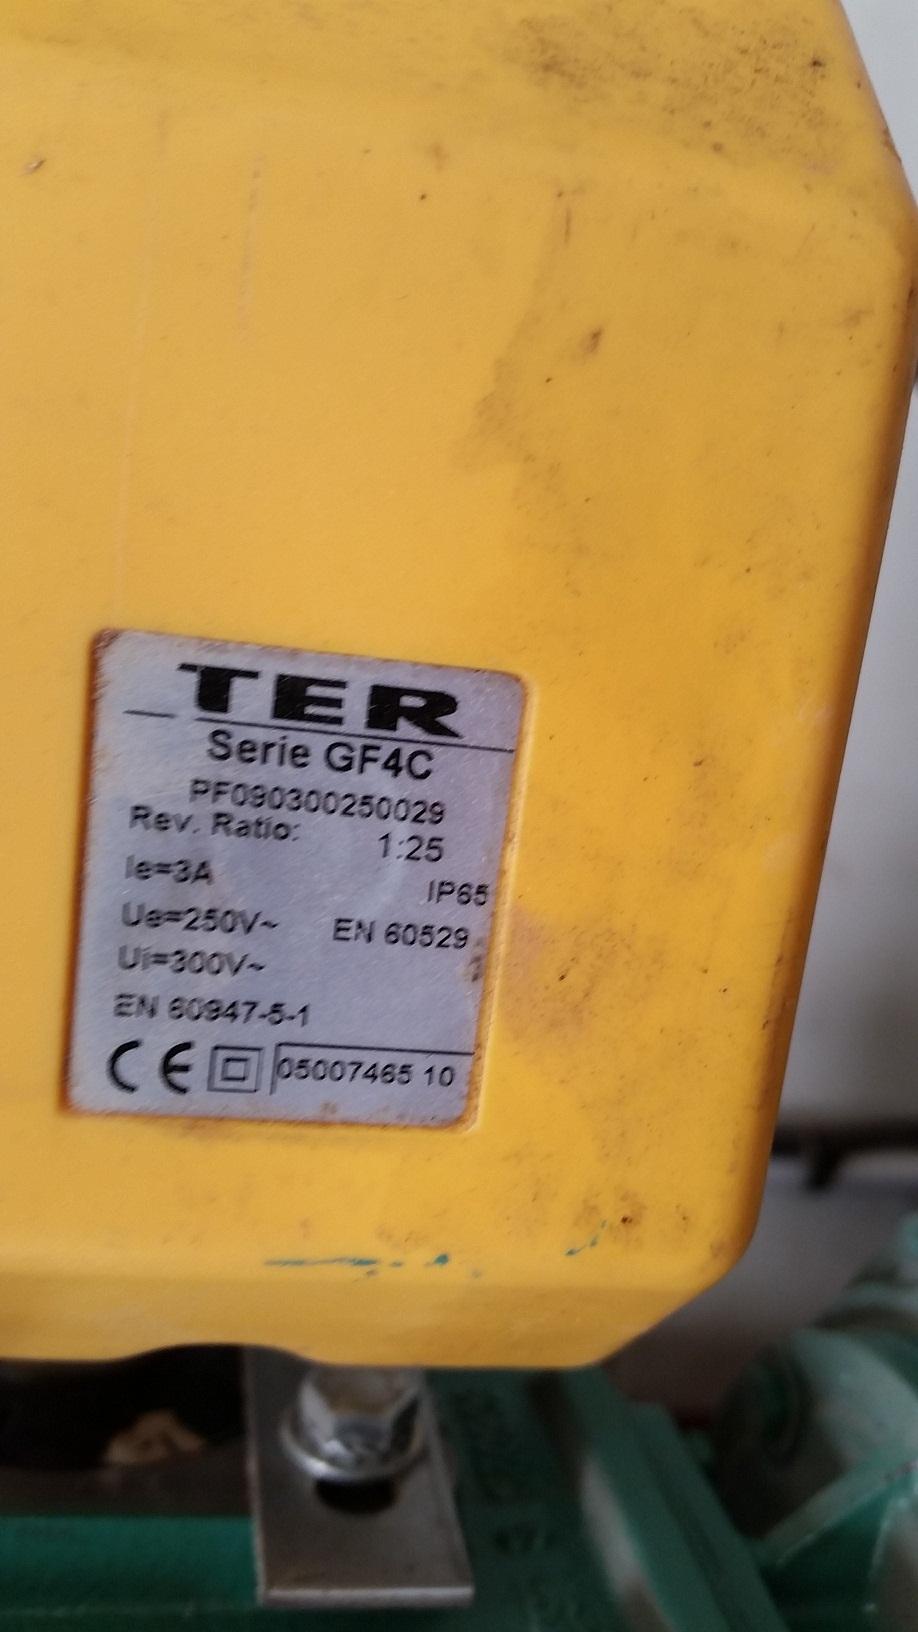 TER
Serie GF4C
PF090300250029
Rev. Ratio: 1:25
Ie=3A IP65
Ue=250V~ EN 60529
Ui=300V~
EN 60947-5-1
CE 05007465 10